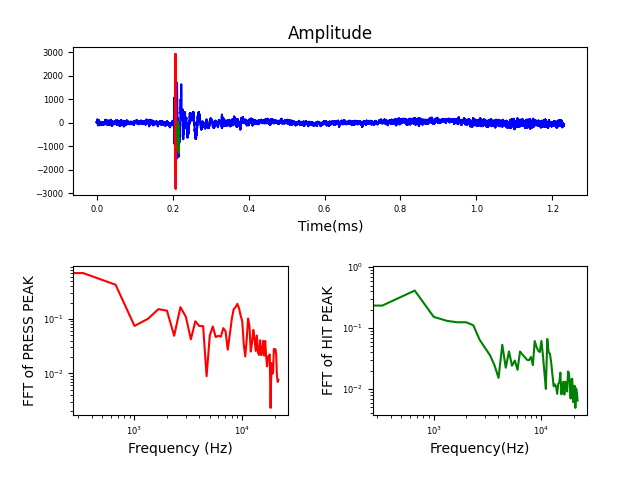 Amplitude
3000
2000
1000
0
−1000
−2000
−3000
0.0 0.2 0.4 0.6 0.8 1.0 1.2
Time(ms)
FFT of PRESS PEAK
10⁻¹
10⁻²
10³ 10⁴
Frequency (Hz)
FFT of HIT PEAK
10⁰
10⁻¹
10⁻²
10³ 10⁴
Frequency(Hz)